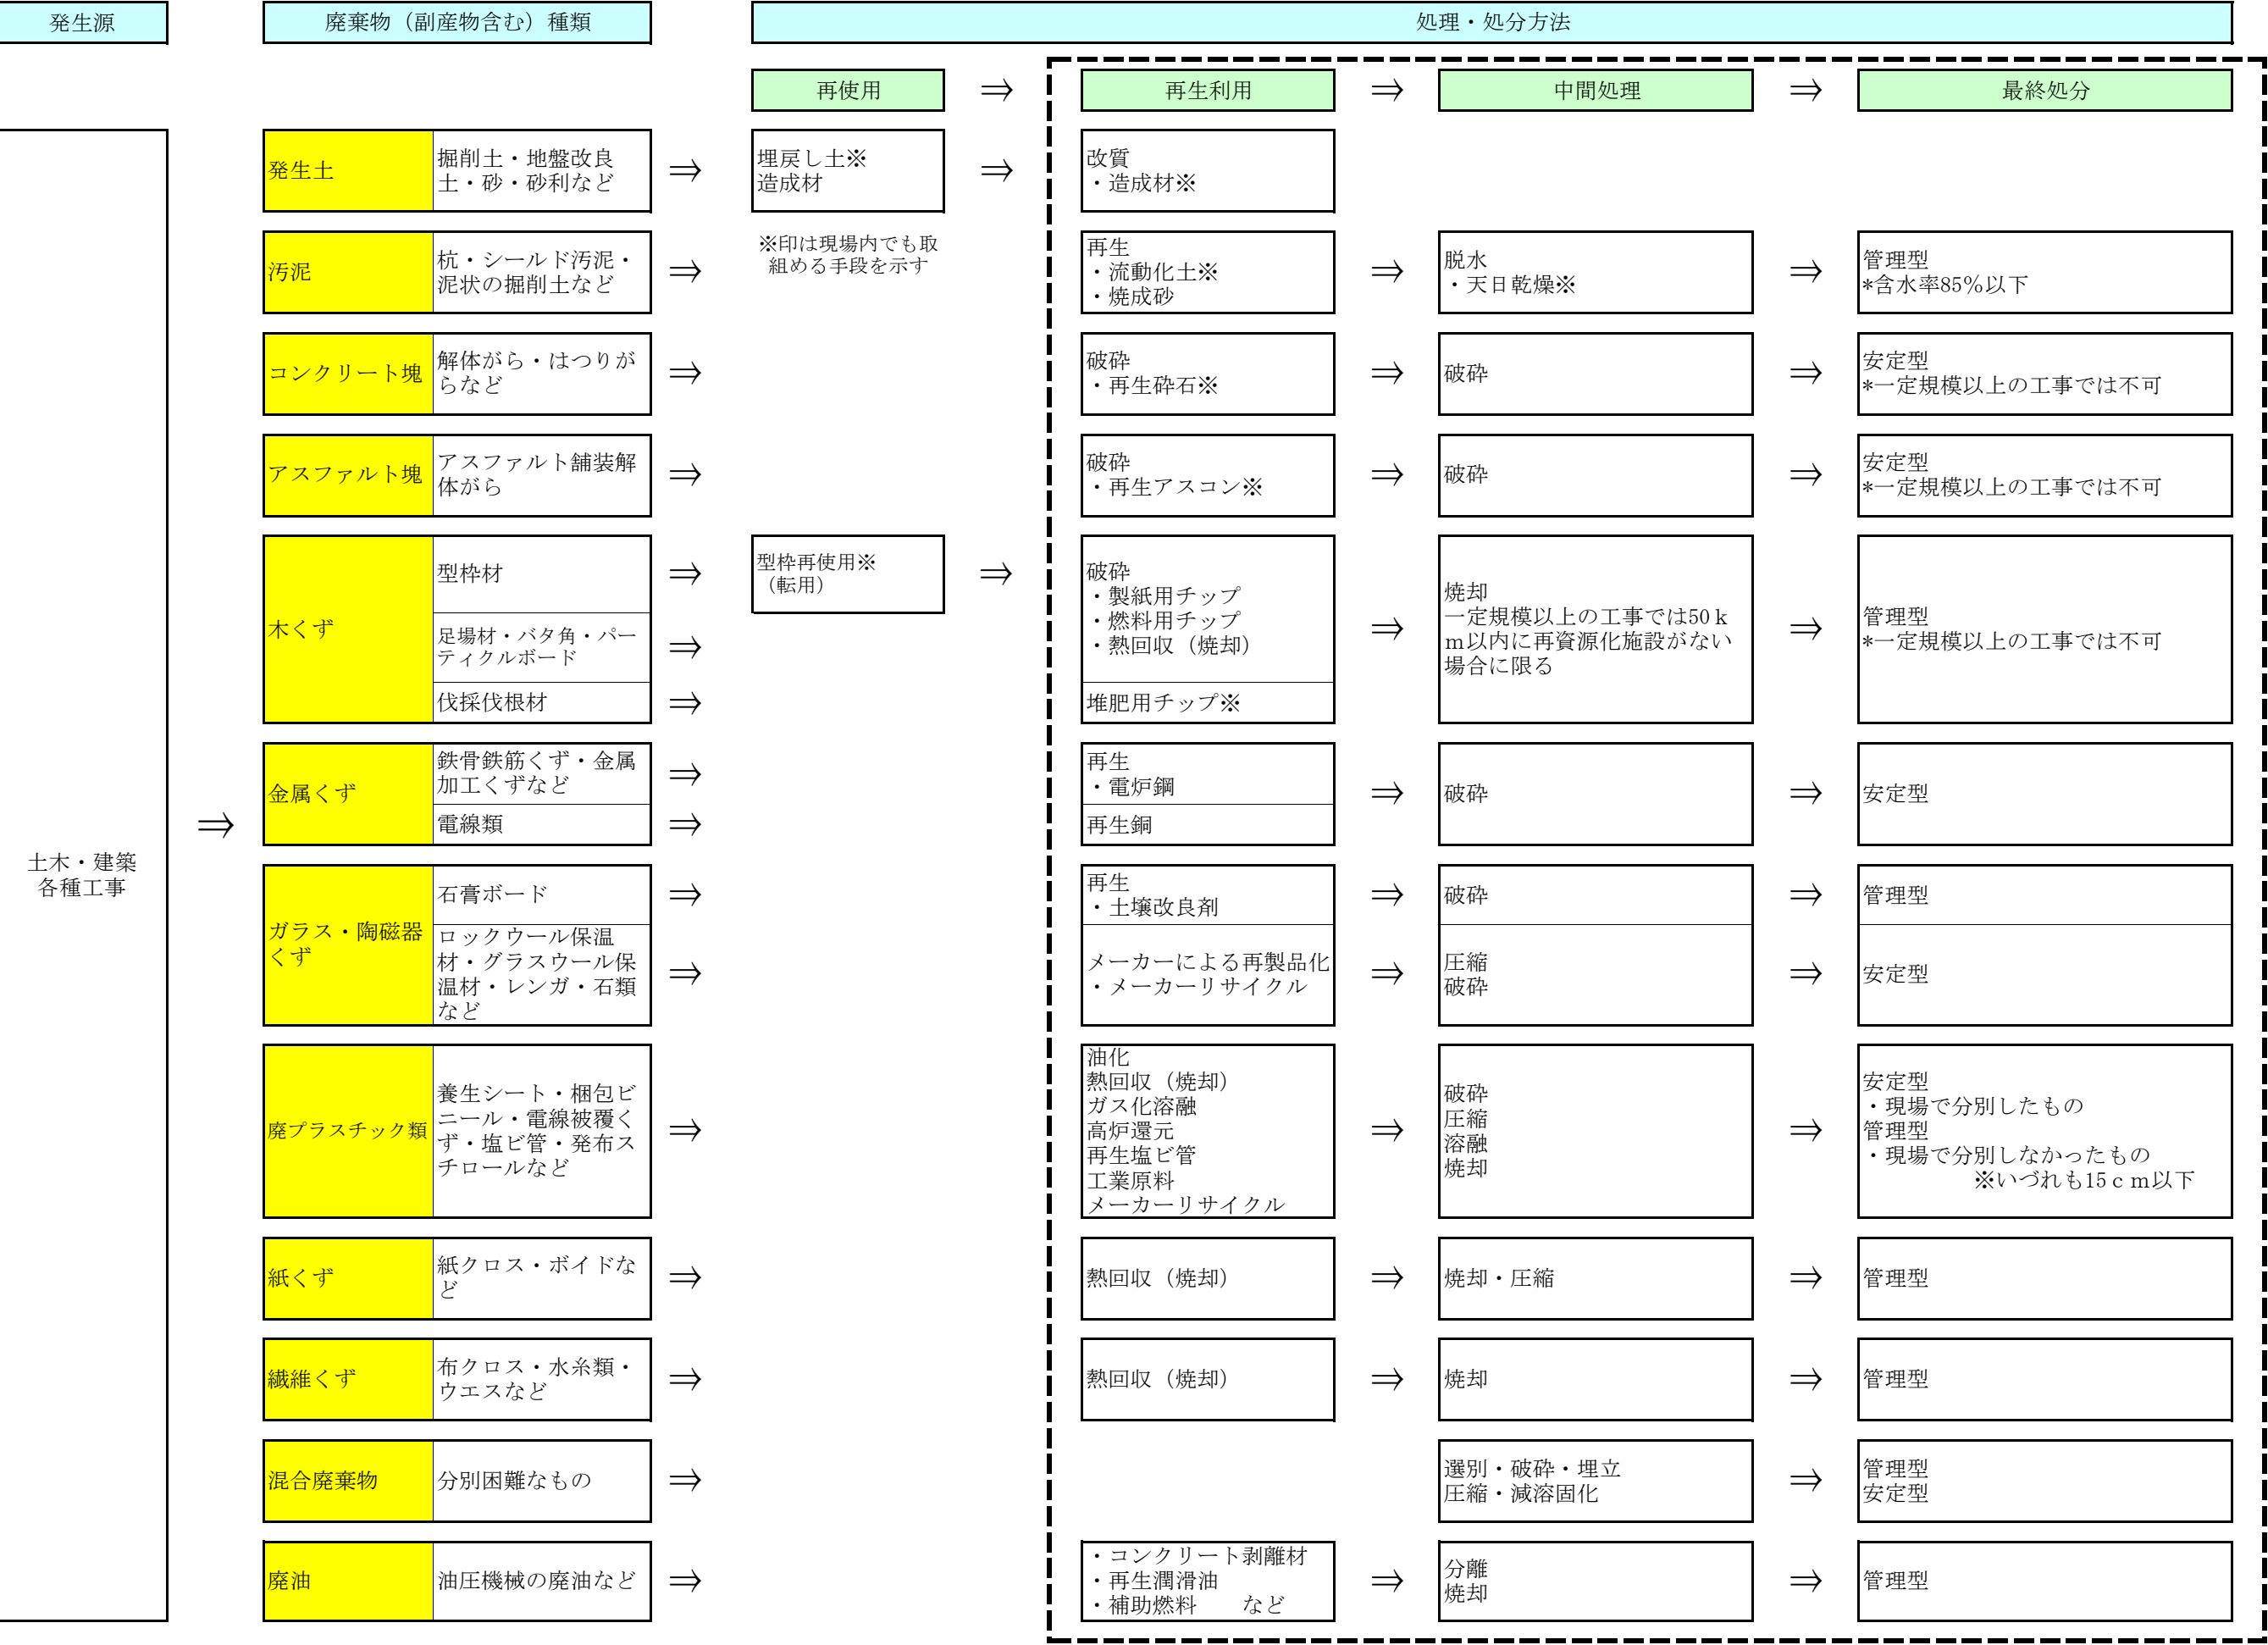 発生源
廃棄物（副産物含む）種類
処理・処分方法
再使用
⇒
再生利用
⇒
中間処理
⇒
最終処分
土木・建築
各種工事
⇒
発生土
掘削土・地盤改良
土・砂・砂利など
⇒
埋戻し土※
造成材
⇒
改質
・造成材※
※印は現場内でも取
組める手段を示す
汚泥
杭・シールド汚泥・
泥状の掘削土など
⇒
再生
・流動化土※
・焼成砂
⇒
脱水
・天日乾燥※
⇒
管理型
*含水率85％以下
コンクリート塊
解体がら・はつりが
らなど
⇒
破砕
・再生砕石※
⇒
破砕
⇒
安定型
*一定規模以上の工事では不可
アスファルト塊
アスファルト舗装解
体がら
⇒
破砕
・再生アスコン※
⇒
破砕
⇒
安定型
*一定規模以上の工事では不可
木くず
型枠材
⇒
型枠再使用※
（転用）
⇒
足場材・バタ角・パー
ティクルボード
⇒
伐採伐根材
⇒
破砕
・製紙用チップ
・燃料用チップ
・熱回収（焼却）
堆肥用チップ※
⇒
焼却
一定規模以上の工事では50ｋ
ｍ以内に再資源化施設がない
場合に限る
⇒
管理型
*一定規模以上の工事では不可
金属くず
鉄骨鉄筋くず・金属
加工くずなど
⇒
電線類
⇒
再生
・電炉鋼
再生銅
⇒
破砕
⇒
安定型
ガラス・陶磁器
くず
石膏ボード
⇒
再生
・土壌改良剤
⇒
破砕
⇒
管理型
ロックウール保温
材・グラスウール保
温材・レンガ・石類
など
⇒
メーカーによる再製品化
・メーカーリサイクル
⇒
圧縮
破砕
⇒
安定型
廃プラスチック類
養生シート・梱包ビ
ニール・電線被覆く
ず・塩ビ管・発布ス
チロールなど
⇒
油化
熱回収（焼却）
ガス化溶融
高炉還元
再生塩ビ管
工業原料
メーカーリサイクル
⇒
破砕
圧縮
溶融
焼却
⇒
安定型
・現場で分別したもの
管理型
・現場で分別しなかったもの
※いづれも15ｃｍ以下
紙くず
紙クロス・ボイドな
ど
⇒
熱回収（焼却）
⇒
焼却・圧縮
⇒
管理型
繊維くず
布クロス・水糸類・
ウエスなど
⇒
熱回収（焼却）
⇒
焼却
⇒
管理型
混合廃棄物
分別困難なもの
⇒
選別・破砕・埋立
圧縮・減溶固化
⇒
管理型
安定型
廃油
油圧機械の廃油など
⇒
・コンクリート剥離材
・再生潤滑油
・補助燃料　　など
⇒
分離
焼却
⇒
管理型